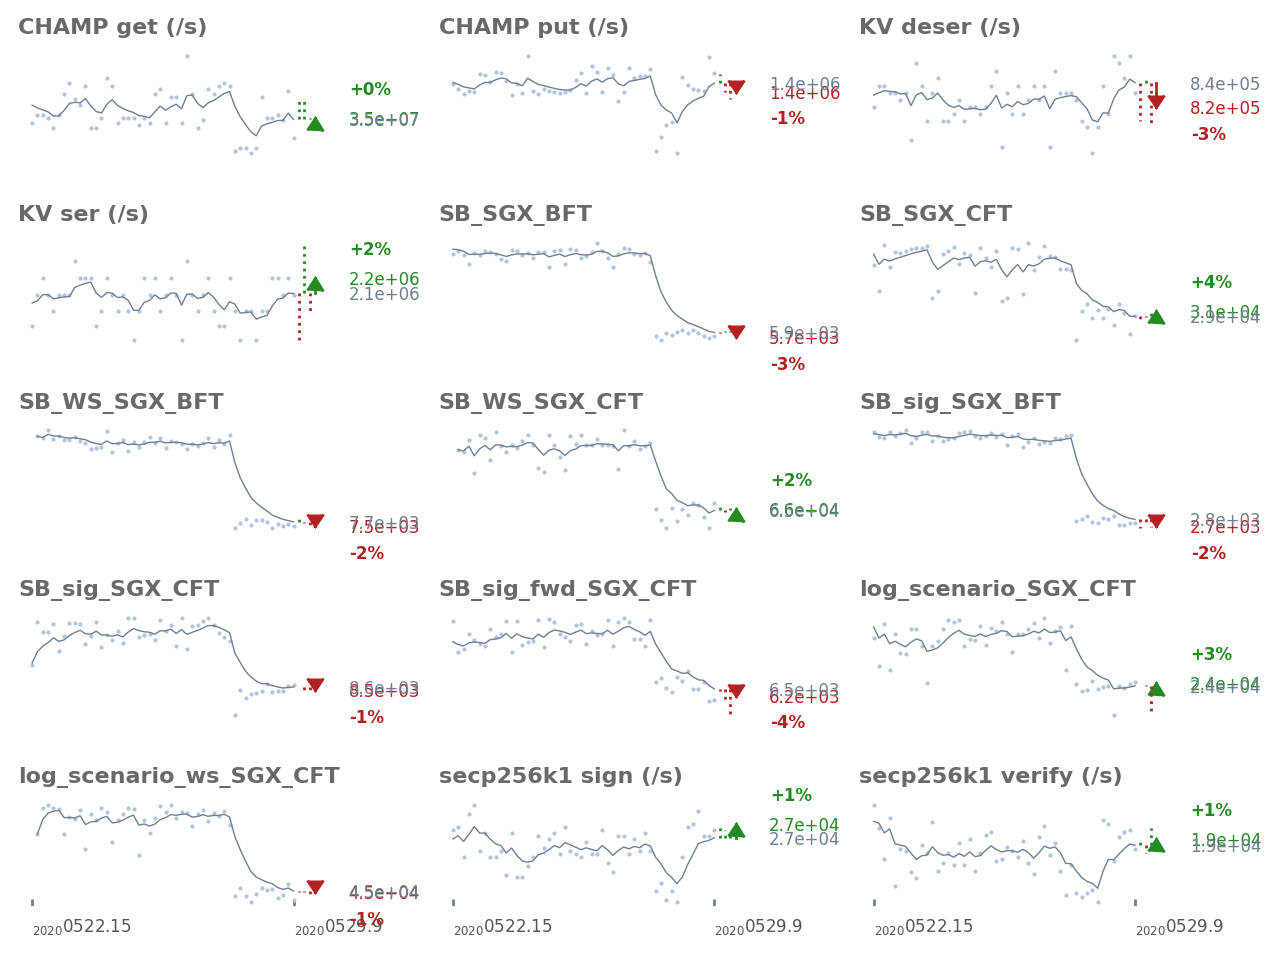 CHAMP get (/s)
+0%
3.5e+07
CHAMP put (/s)
1.4e+06
1.4e+06
-1%
KV deser (/s)
8.4e+05
8.2e+05
-3%
KV ser (/s)
+2%
2.2e+06
2.1e+06
SB_SGX_BFT
5.9e+03
5.7e+03
-3%
SB_SGX_CFT
+4%
3.1e+04
2.9e+04
SB_WS_SGX_BFT
7.7e+03
7.5e+03
-2%
SB_WS_SGX_CFT
+2%
6.6e+04
6.5e+04
SB_sig_SGX_BFT
2.8e+03
2.7e+03
-2%
SB_sig_SGX_CFT
8.6e+03
8.5e+03
-1%
SB_sig_fwd_SGX_CFT
6.5e+03
6.2e+03
-4%
log_scenario_SGX_CFT
+3%
2.4e+04
2.4e+04
log_scenario_ws_SGX_CFT
4.5e+04
-1%
2020 0522.15
2020 0529.9
secp256k1 sign (/s)
+1%
2.7e+04
2.7e+04
2020 0522.15
2020 0529.9
secp256k1 verify (/s)
+1%
1.9e+04
1.9e+04
2020 0522.15
2020 0529.9